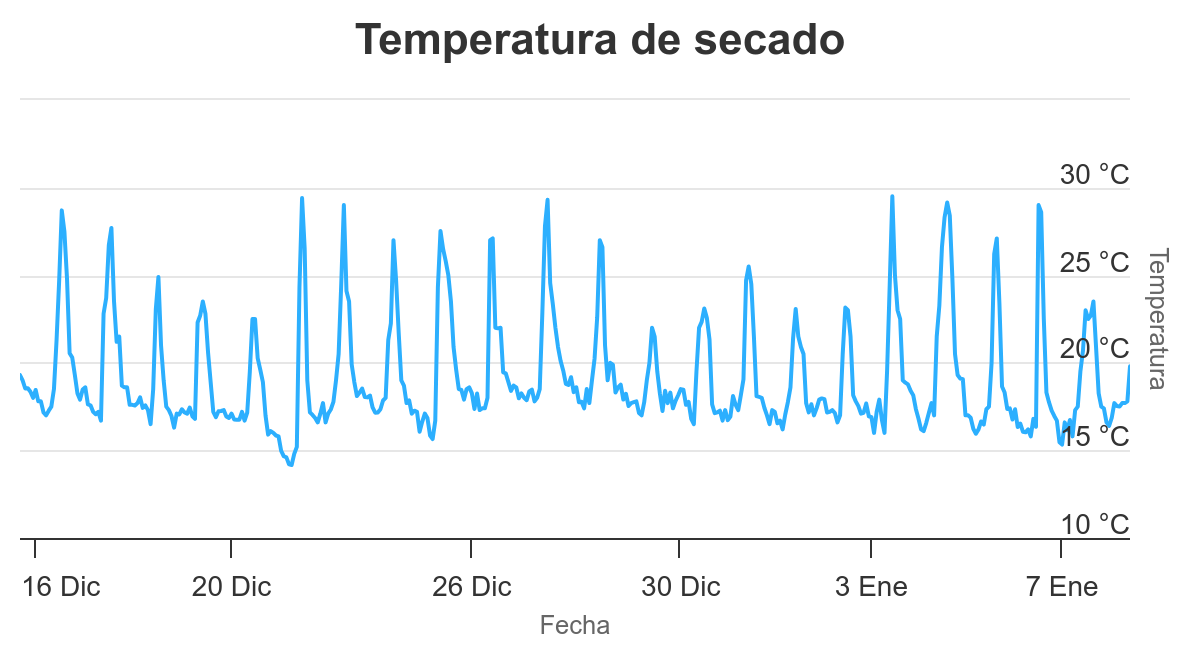 Temperatura de secado
30 °C
25 °C
20 °C
15 °C
10 °C
Temperatura
16 Dic
20 Dic
26 Dic
30 Dic
3 Ene
7 Ene
Fecha